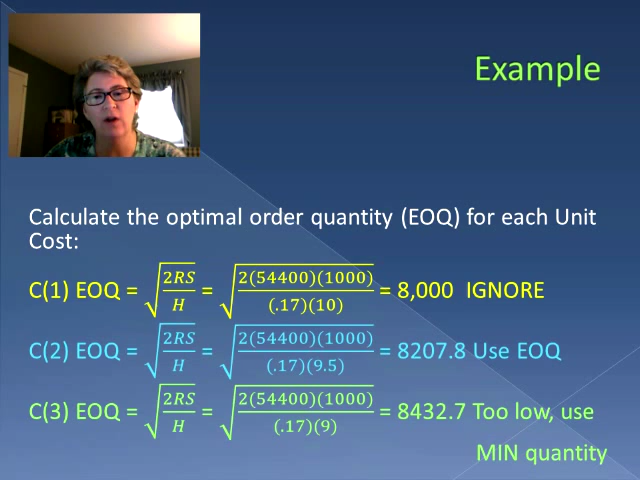 Example
Calculate the optimal order quantity (EOQ) for each Unit
Cost:
C(1) EOQ = √(2RS/H) = √(2(54400)(1000)/(.17)(10)) = 8,000 IGNORE
C(2) EOQ = √(2RS/H) = √(2(54400)(1000)/(.17)(9.5)) = 8207.8 Use EOQ
C(3) EOQ = √(2RS/H) = √(2(54400)(1000)/(.17)(9)) = 8432.7 Too low, use
MIN quantity